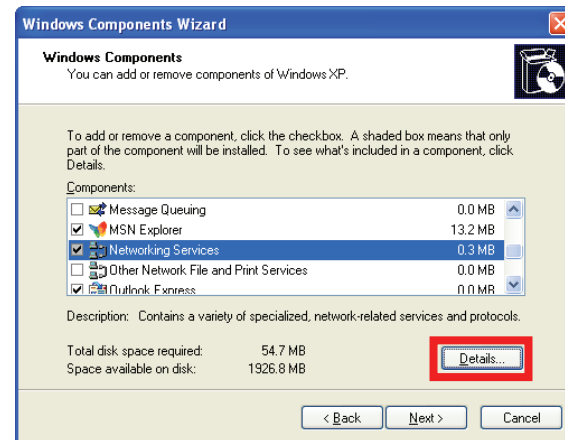 Windows Components Wizard
Windows Components
You can add or remove components of Windows XP.
To add or remove a component, click the checkbox. A shaded box means that only
part of the component will be installed. To see what's included in a component, click
Details.
Components:
Message Queuing 0.0 MB
MSN Explorer 13.2 MB
Networking Services 0.3 MB
Other Network File and Print Services 0.0 MB
Outlook Express 0.0 MB
Description: Contains a variety of specialized, network-related services and protocols.
Total disk space required: 54.7 MB
Space available on disk: 1926.8 MB
Details...
< Back Next > Cancel